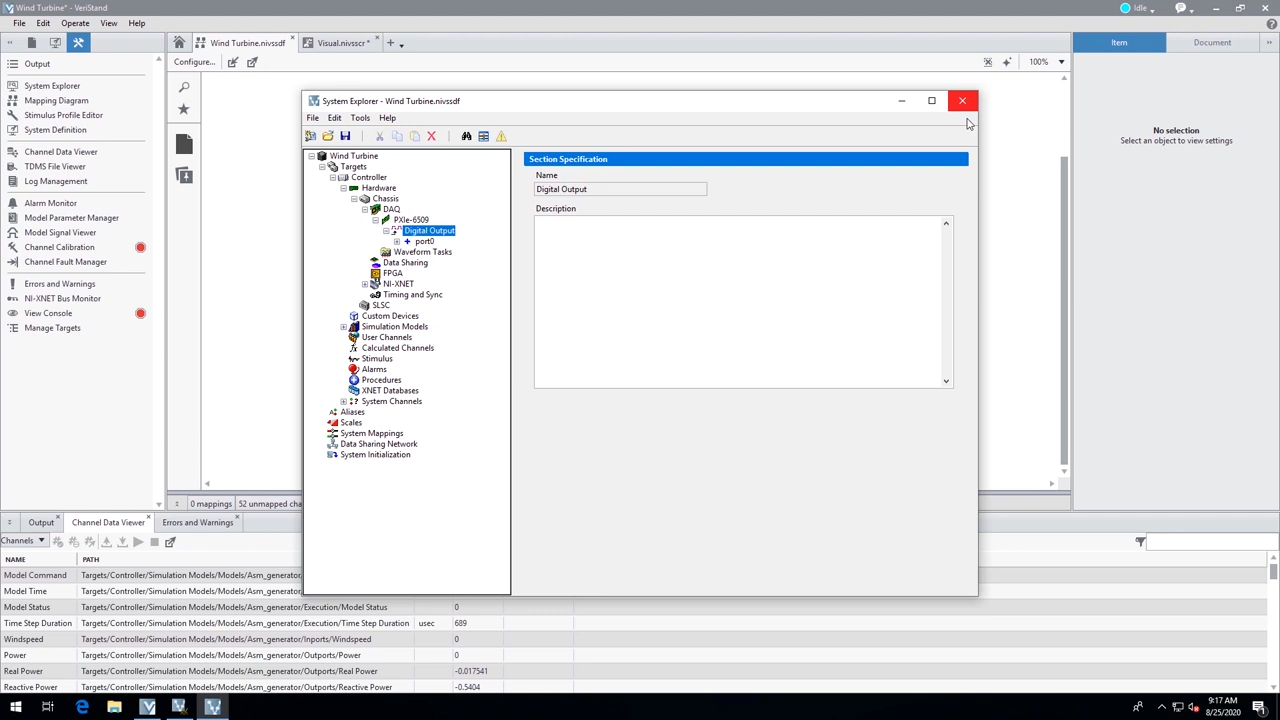 Wind Turbine* - VeriStand
Idle
File Edit Operate View Help
Wind Turbine.nivssdf
Visual.nivsscr *
Item
Document
Output
Configure...
100%
System Explorer
Mapping Diagram
Stimulus Profile Editor
System Definition
Channel Data Viewer
TDMS File Viewer
Log Management
Alarm Monitor
Model Parameter Manager
Model Signal Viewer
Channel Calibration
Channel Fault Manager
Errors and Warnings
NI-XNET Bus Monitor
View Console
Manage Targets
System Explorer - Wind Turbine.nivssdf
File Edit Tools Help
Wind Turbine
Targets
Controller
Hardware
Chassis
DAQ
PXIe-6509
Digital Output
port0
Waveform Tasks
Data Sharing
FPGA
NI-XNET
Timing and Sync
SLSC
Custom Devices
Simulation Models
User Channels
Calculated Channels
Stimulus
Alarms
Procedures
XNET Databases
System Channels
Aliases
Scales
System Mappings
Data Sharing Network
System Initialization
Section Specification
Name
Digital Output
Description
No selection
Select an object to view settings
0 mappings
52 unmapped cha
Output
Channel Data Viewer
Errors and Warnings
Channels
NAME PATH
Model Command Targets/Controller/Simulation Models/Models/Asm_generator/
Model Time Targets/Controller/Simulation Models/Models/Asm_generator/
Model Status Targets/Controller/Simulation Models/Models/Asm_generator/Execution/Model Status 0
Time Step Duration Targets/Controller/Simulation Models/Models/Asm_generator/Execution/Time Step Duration usec 689
Windspeed Targets/Controller/Simulation Models/Models/Asm_generator/Inports/Windspeed 0
Power Targets/Controller/Simulation Models/Models/Asm_generator/Outports/Power 0
Real Power Targets/Controller/Simulation Models/Models/Asm_generator/Outports/Real Power -0.017541
Reactive Power Targets/Controller/Simulation Models/Models/Asm_generator/Outports/Reactive Power -0.5404
9:17 AM
8/25/2020